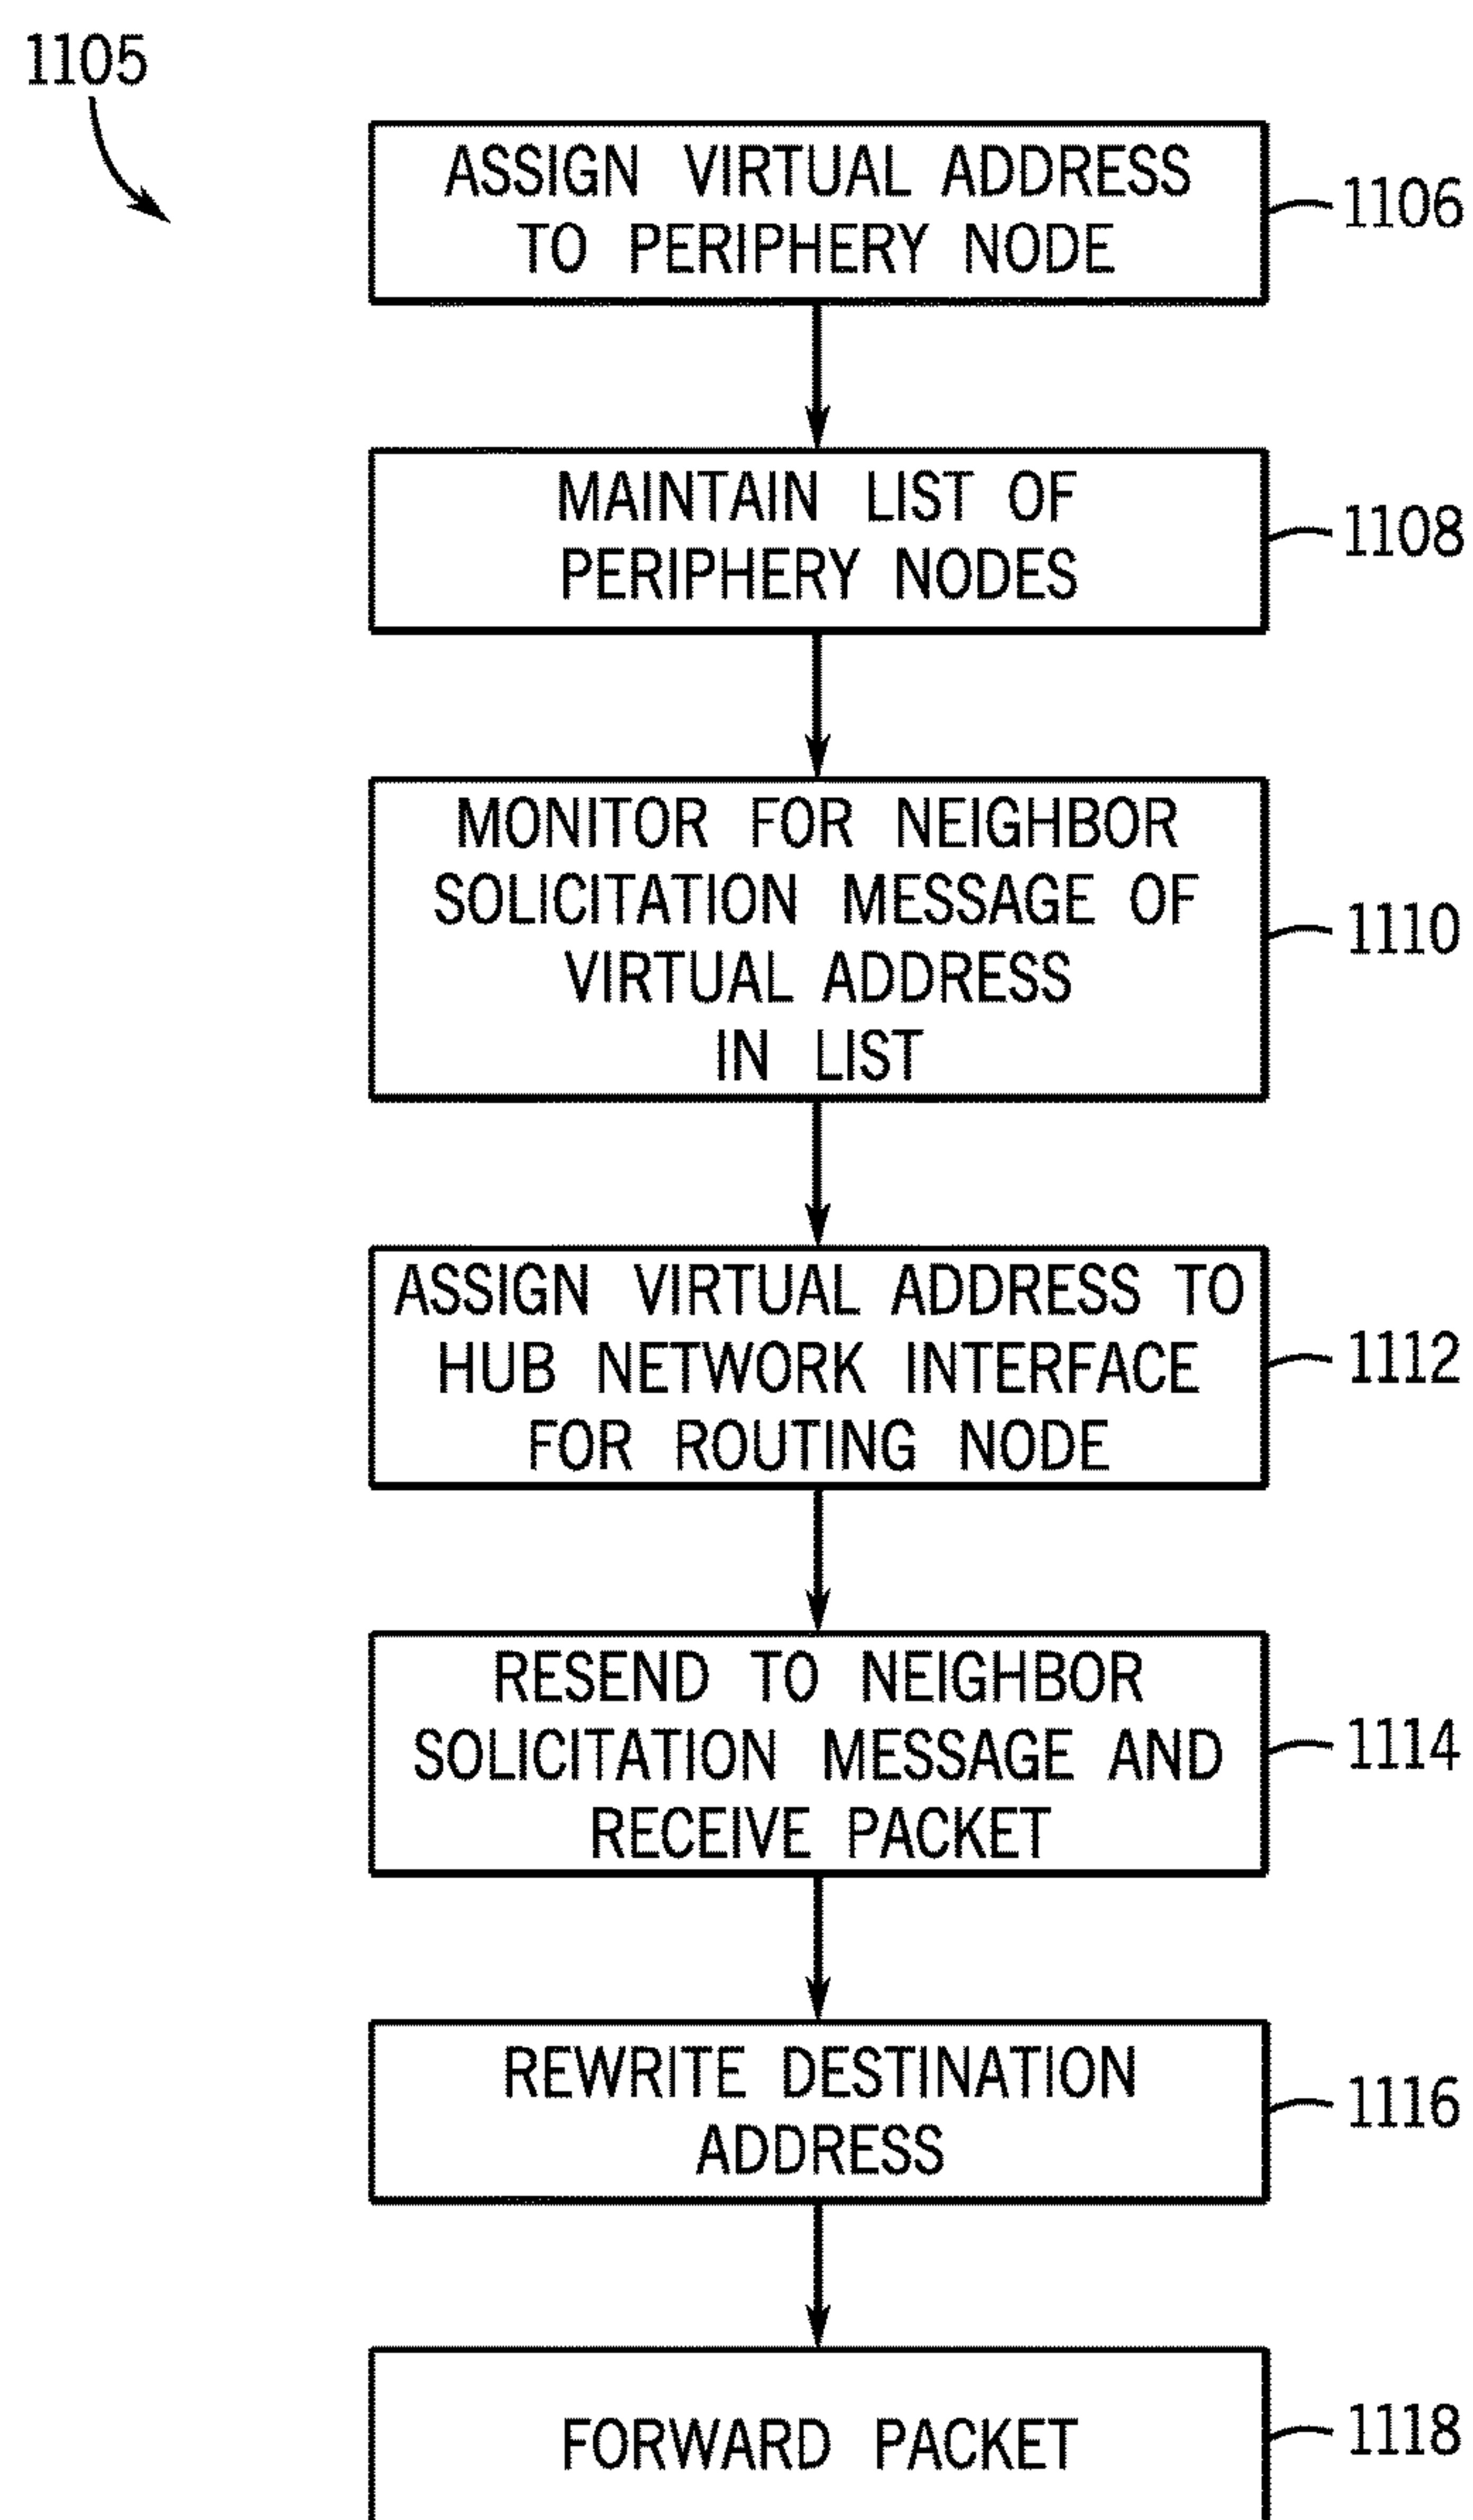 1105
ASSIGN VIRTUAL ADDRESS
TO PERIPHERY NODE
1106
MAINTAIN LIST OF
PERIPHERY NODES
1108
MONITOR FOR NEIGHBOR
SOLICITATION MESSAGE OF
VIRTUAL ADDRESS
IN LIST
1110
ASSIGN VIRTUAL ADDRESS TO
HUB NETWORK INTERFACE
FOR ROUTING NODE
1112
RESEND TO NEIGHBOR
SOLICITATION MESSAGE AND
RECEIVE PACKET
1114
REWRITE DESTINATION
ADDRESS
1116
FORWARD PACKET
1118